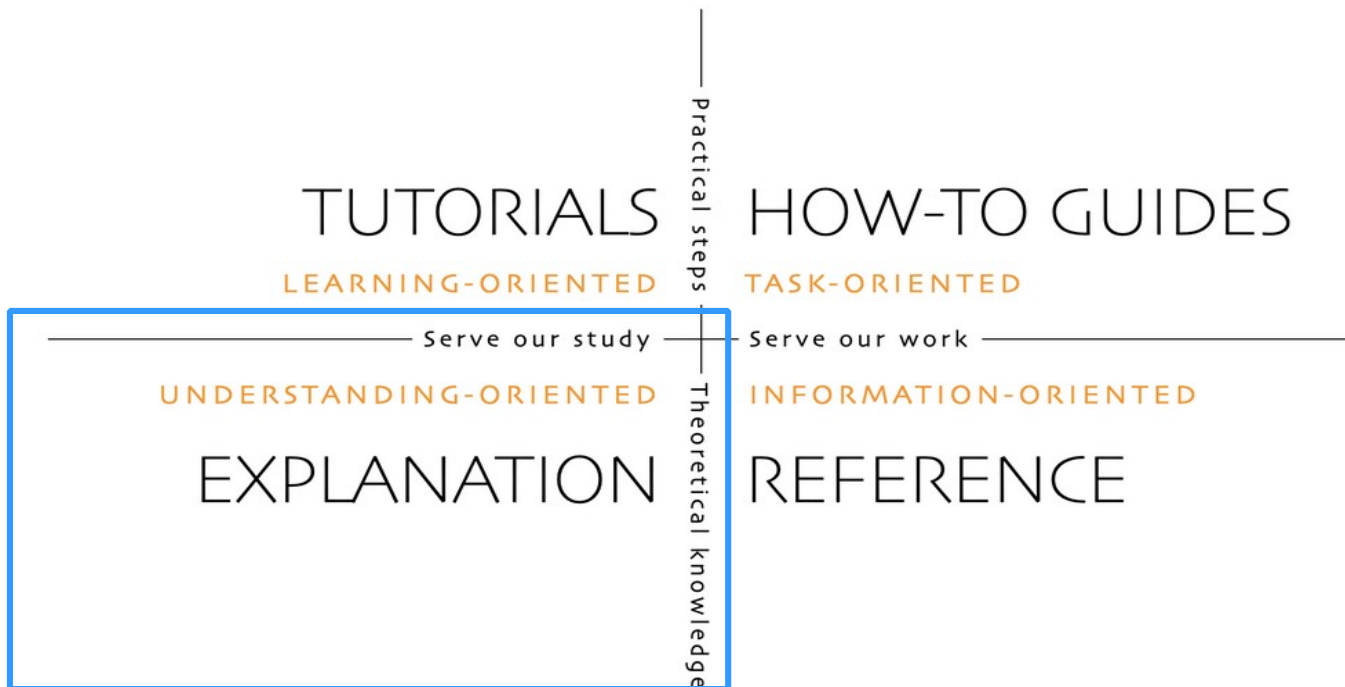 Practical steps
TUTORIALS
HOW-TO GUIDES
LEARNING-ORIENTED
TASK-ORIENTED
Serve our study
Serve our work
UNDERSTANDING-ORIENTED
INFORMATION-ORIENTED
Theoretical knowledge
EXPLANATION
REFERENCE